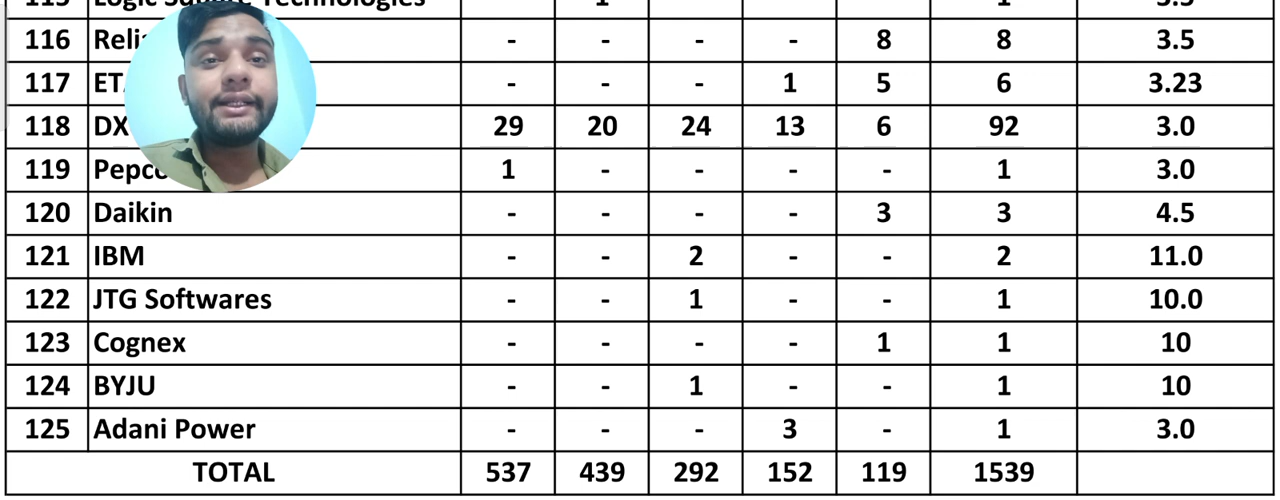 115 Logic Square Technologies 1 1 3.5
116 - - - - 8 8 3.5
117 - - - 1 5 6 3.23
118 29 20 24 13 6 92 3.0
119 1 - - - - 1 3.0
120 Daikin - - - - 3 3 4.5
121 IBM - - 2 - - 2 11.0
122 JTG Softwares - - 1 - - 1 10.0
123 Cognex - - - - 1 1 10
124 BYJU - - 1 - - 1 10
125 Adani Power - - - 3 - 1 3.0
TOTAL 537 439 292 152 119 1539